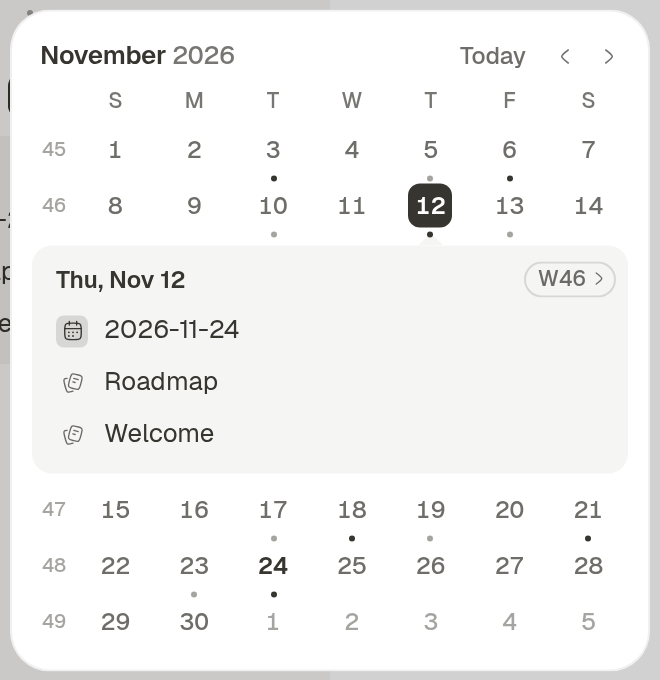 November 2026 Today
S M T W T F S
45 1 2 3 4 5 6 7
46 8 9 10 11 12 13 14
Thu, Nov 12 W46
2026-11-24
Roadmap
Welcome
47 15 16 17 18 19 20 21
48 22 23 24 25 26 27 28
49 29 30 1 2 3 4 5